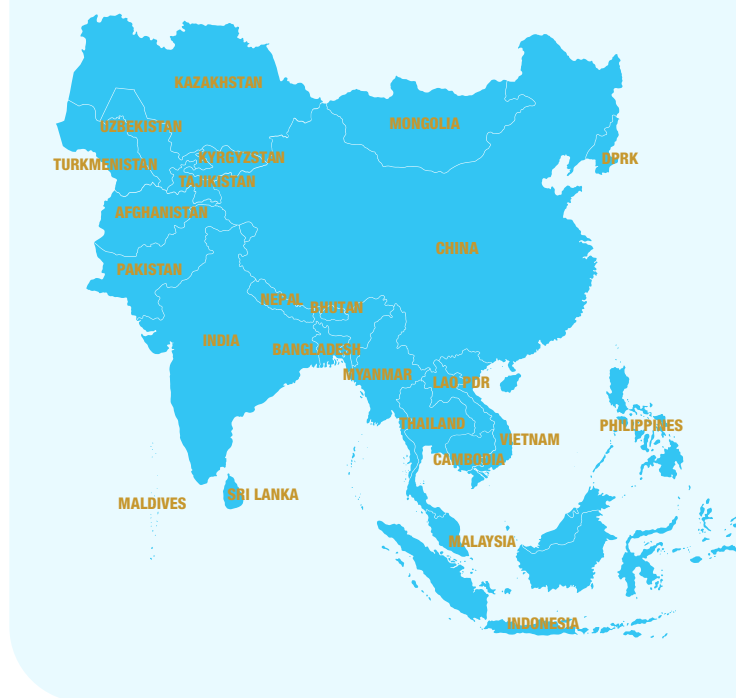 KAZAKHSTAN
UZBEKISTAN
MONGOLIA
TURKMENISTAN
KYRGYZSTAN
DPRK
TAJIKISTAN
AFGHANISTAN
CHINA
PAKISTAN
NEPAL
BHUTAN
INDIA
BANGLADESH
MYANMAR
LAO PDR
THAILAND
PHILIPPINES
VIETNAM
CAMBODIA
MALDIVES
SRI LANKA
MALAYSIA
INDONESIA